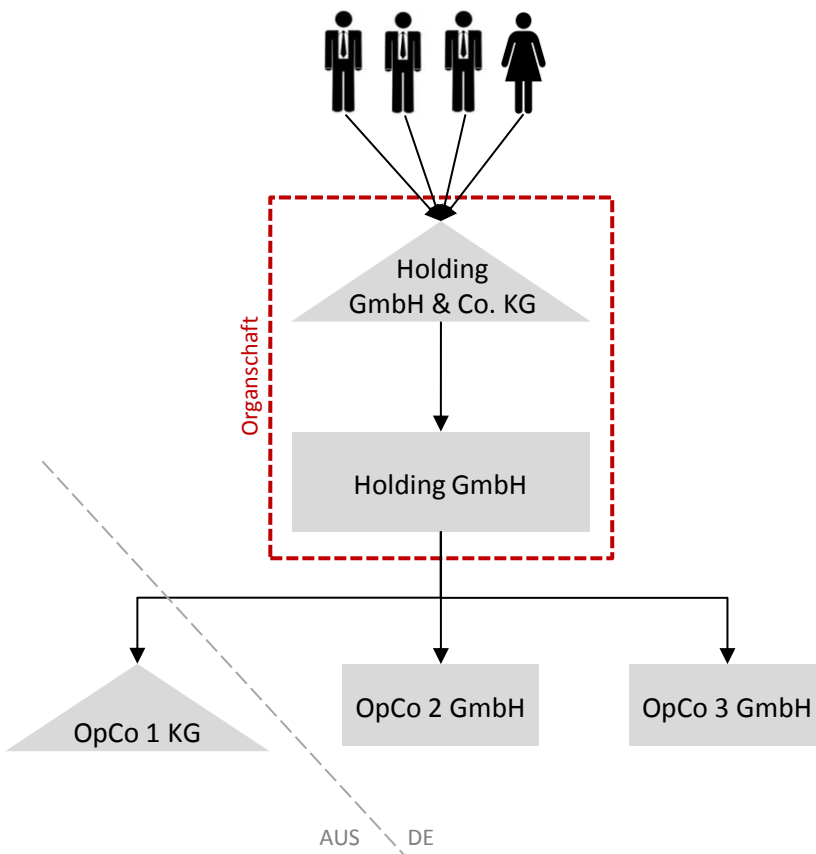 Holding
GmbH & Co. KG
Organschaft
Holding GmbH
OpCo 1 KG
OpCo 2 GmbH
OpCo 3 GmbH
AUS
DE